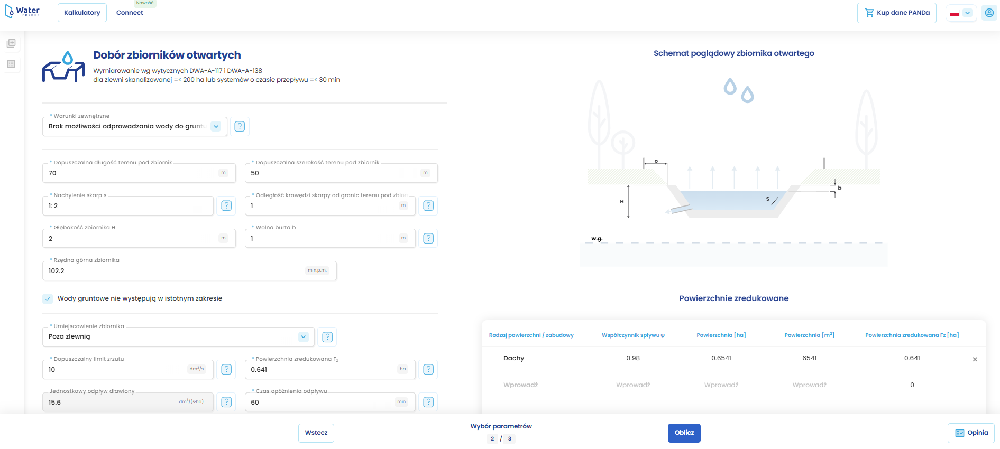 Water
FOLDER
Kalkulatory
Nowość
Connect
Kup dane PANDa
Dobór zbiorników otwartych
Wymiarowanie wg wytycznych DWA-A-117 i DWA-A-138
dla zlewni skanalizowanej =< 200 ha lub systemów o czasie przepływu =< 30 min
* Warunki zewnętrzne
Brak możliwości odprowadzania wody do gruntu
* Dopuszczalna długość terenu pod zbiornik
70 m
* Dopuszczalna szerokość terenu pod zbiornik
50 m
* Nachylenie skarp s
1: 2
* Odległość krawędzi skarpy od granic terenu pod zbior
1 m
* Głębokość zbiornika H
2 m
* Wolna burta b
1 m
* Rzędna górna zbiornika
102.2 m n.p.m.
Wody gruntowe nie występują w istotnym zakresie
* Umiejscowienie zbiornika
Poza zlewnią
* Dopuszczalny limit zrzutu
10 dm³/s
* Powierzchnia zredukowana Fz
0.641 ha
Jednostkowy odpływ dławiony
15.6 dm³/(s·ha)
* Czas opóźnienia odpływu
60 min
Schemat poglądowy zbiornika otwartego
o
b
H
S
w.g.
Powierzchnie zredukowane
Rodzaj powierzchni / zabudowy Współczynnik spływu ψ Powierzchnia [ha] Powierzchnia [m²] Powierzchnia zredukowana Fz [ha]
Dachy 0.98 0.6541 6541 0.641
Wprowadź Wprowadź Wprowadź Wprowadź 0
Wstecz
Wybór parametrów
2 / 3
Oblicz
Opinia